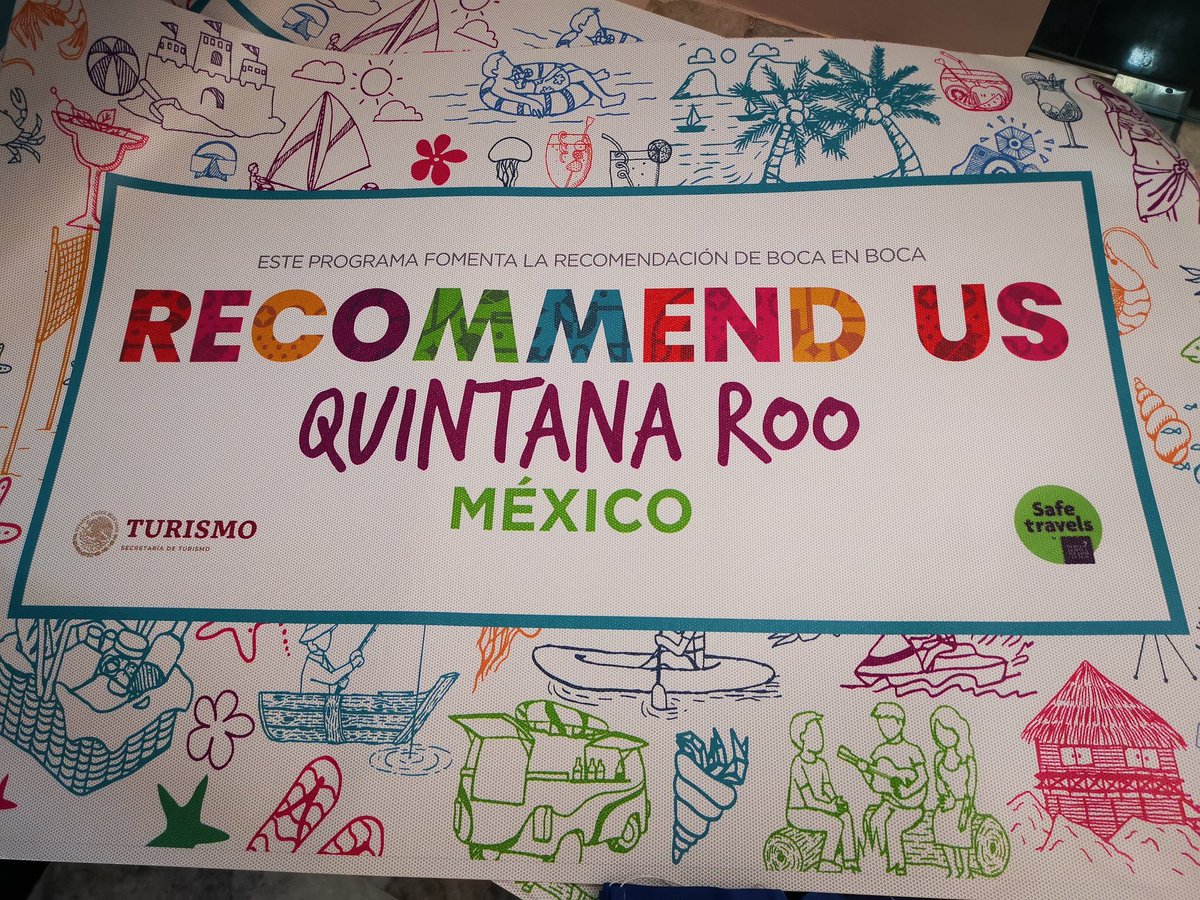 ESTE PROGRAMA FOMENTA LA RECOMENDACIÓN DE BOCA EN BOCA
RECOMMEND US
QUINTANA ROO
MÉXICO
TURISMO
SECRETARÍA DE TURISMO
Safe
travels